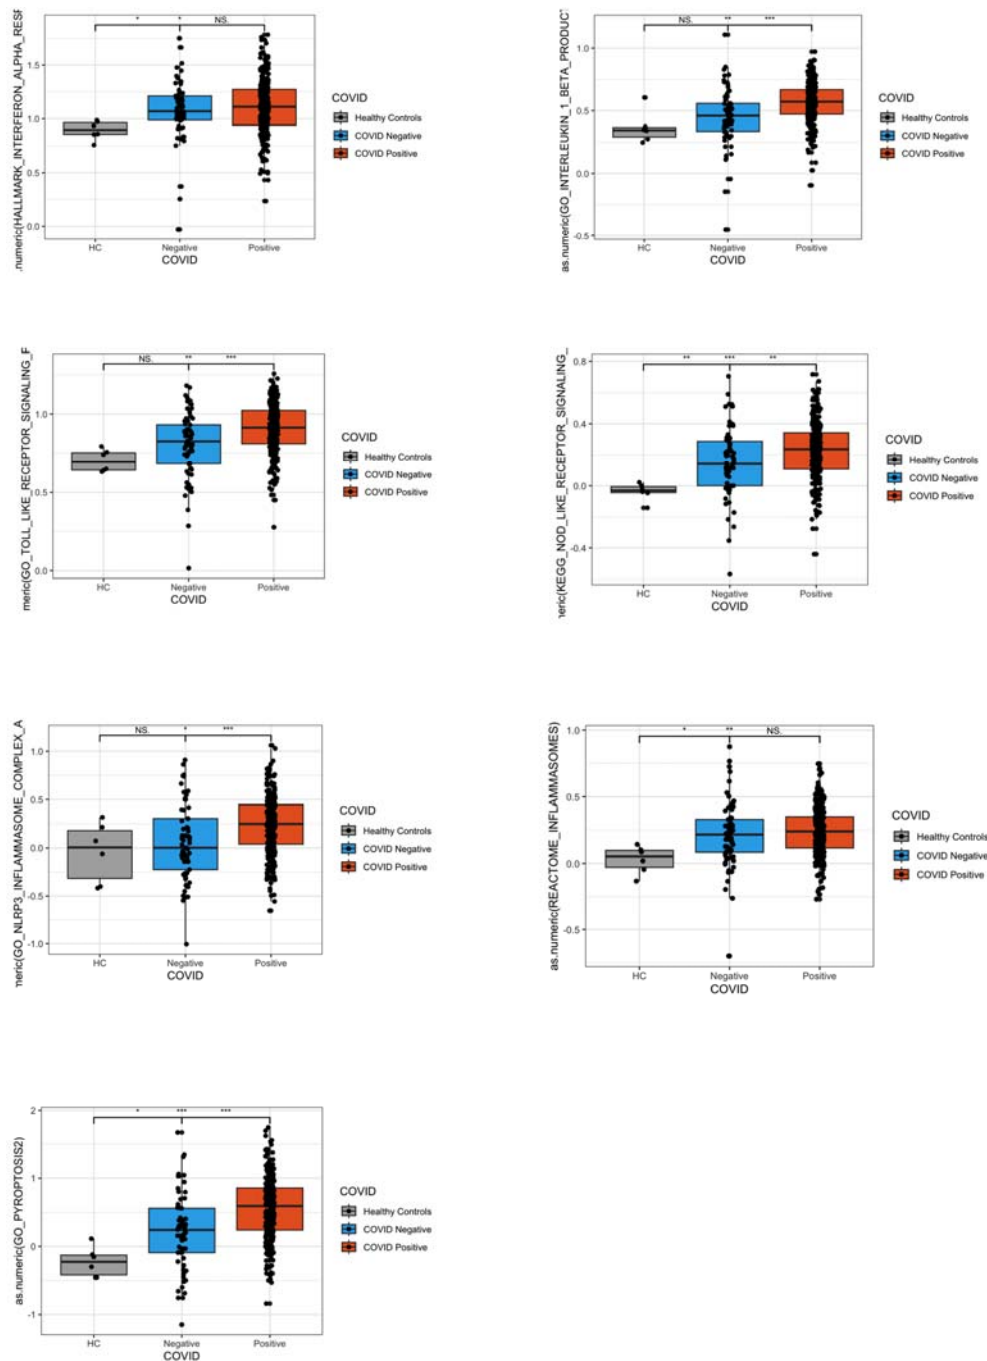 .numeric(HALLMARK_INTERFERON_ALPHA_RESF
* * NS.
1.5
1.0
0.5
0.0
HC Negative Positive
COVID
COVID
Healthy Controls
COVID Negative
COVID Positive
as.numeric(GO_INTERLEUKIN_1_BETA_PRODUCT
NS. ** ***
1.0
0.5
0.0
-0.5
HC Negative Positive
COVID
COVID
Healthy Controls
COVID Negative
COVID Positive
meric(GO_TOLL_LIKE_RECEPTOR_SIGNALING_F
NS. ** ***
1.0
0.5
0.0
HC Negative Positive
COVID
COVID
Healthy Controls
COVID Negative
COVID Positive
neric(KEGG_NOD_LIKE_RECEPTOR_SIGNALING_
** *** **
0.8
0.4
0.0
-0.4
HC Negative Positive
COVID
COVID
Healthy Controls
COVID Negative
COVID Positive
neric(GO_NLRP3_INFLAMMASOME_COMPLEX_A
NS. * ***
1.0
0.5
0.0
-0.5
-1.0
HC Negative Positive
COVID
COVID
Healthy Controls
COVID Negative
COVID Positive
as.numeric(REACTOME_INFLAMMASOMES)
* ** NS.
1.0
0.5
0.0
-0.5
HC Negative Positive
COVID
COVID
Healthy Controls
COVID Negative
COVID Positive
as.numeric(GO_PYROPTOSIS2)
* *** ***
2
1
0
-1
HC Negative Positive
COVID
COVID
Healthy Controls
COVID Negative
COVID Positive